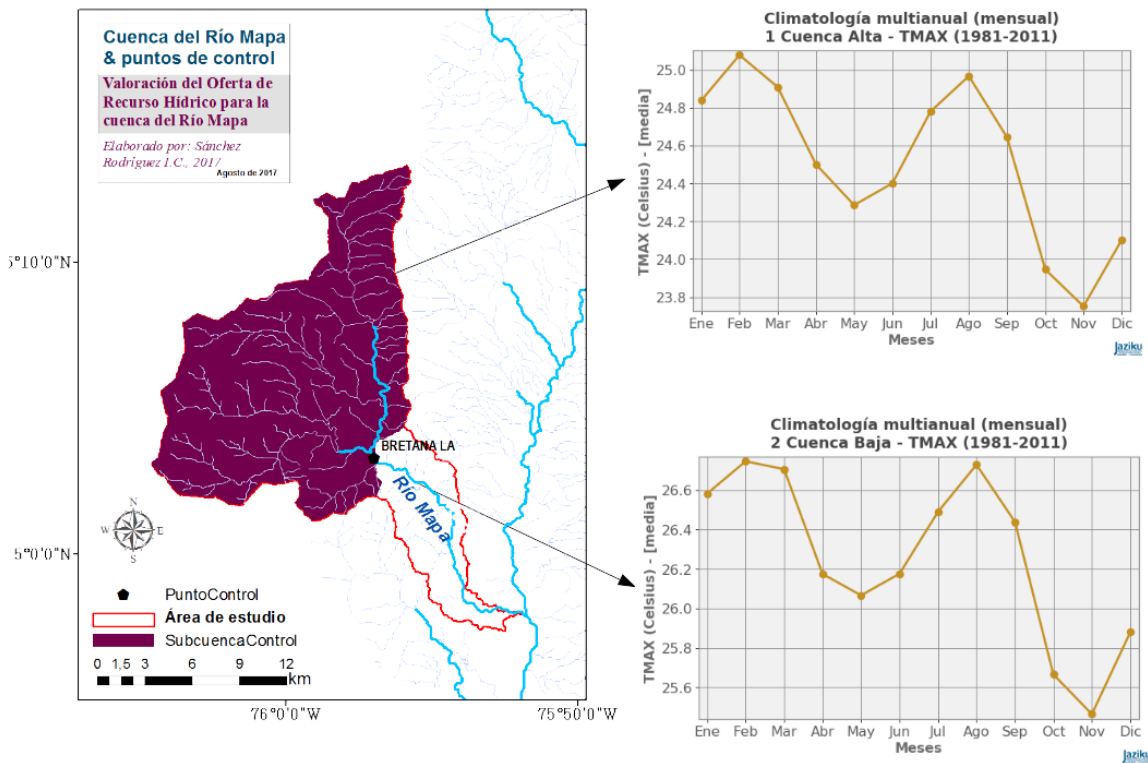 Cuenca del Río Mapa
& puntos de control
Valoración del Oferta de
Recurso Hídrico para la
cuenca del Río Mapa
Elaborado por: Sánchez
Rodríguez I.C., 2017
Agosto de 2017
5°10'0"N
5°0'0"N
BRETANA LA
Río Mapa
N
W
E
S
PuntoControl
Área de estudio
SubcuencaControl
0 1,5 3 6 9 12
km
76°0'0"W
75°50'0"W
Climatología multianual (mensual)
1 Cuenca Alta - TMAX (1981-2011)
TMAX (Celsius) - [media]
25.0
24.8
24.6
24.4
24.2
24.0
23.8
Ene Feb Mar Abr May Jun Jul Ago Sep Oct Nov Dic
Meses
Jaziku
Climatología multianual (mensual)
2 Cuenca Baja - TMAX (1981-2011)
TMAX (Celsius) - [media]
26.6
26.4
26.2
26.0
25.8
25.6
Ene Feb Mar Abr May Jun Jul Ago Sep Oct Nov Dic
Meses
Jaziku